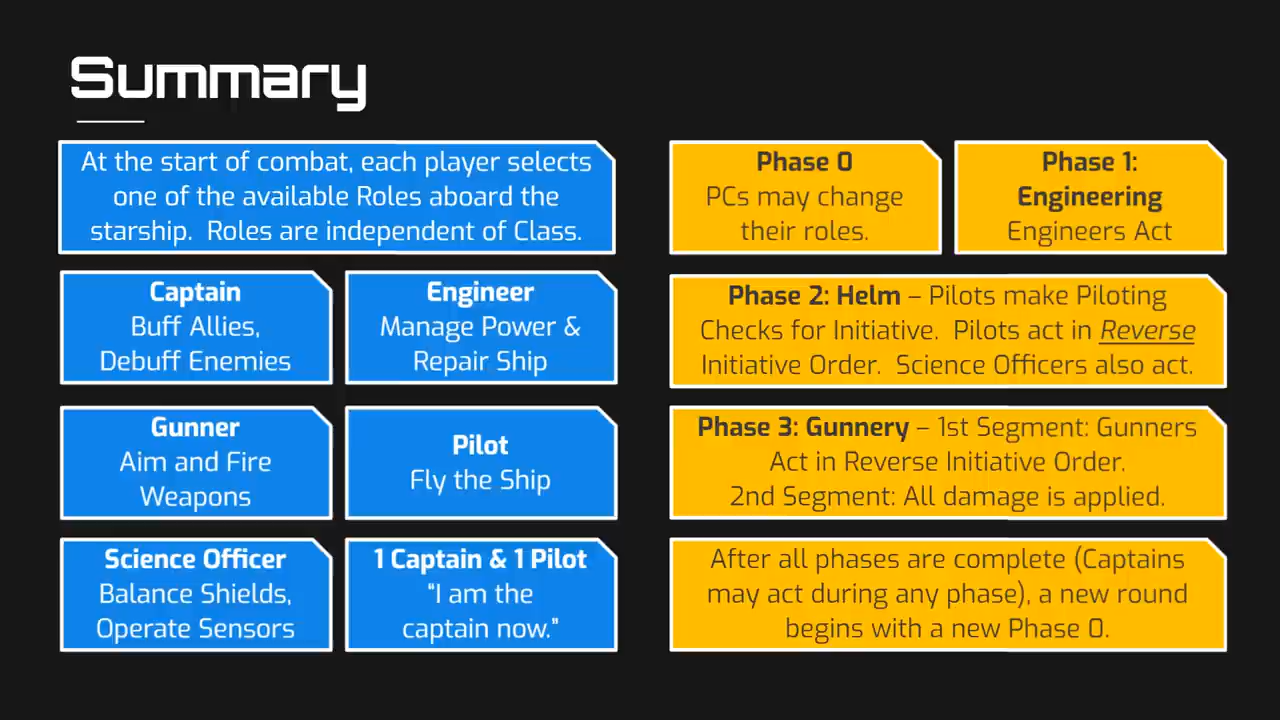 Summary
At the start of combat, each player selects
one of the available Roles aboard the
starship.  Roles are independent of Class.
Captain
Buff Allies,
Debuff Enemies
Engineer
Manage Power &
Repair Ship
Gunner
Aim and Fire
Weapons
Pilot
Fly the Ship
Science Officer
Balance Shields,
Operate Sensors
1 Captain & 1 Pilot
“I am the
captain now.”
Phase 0
PCs may change
their roles.
Phase 1:
Engineering
Engineers Act
Phase 2: Helm – Pilots make Piloting
Checks for Initiative.  Pilots act in Reverse
Initiative Order.  Science Officers also act.
Phase 3: Gunnery – 1st Segment: Gunners
Act in Reverse Initiative Order.
2nd Segment: All damage is applied.
After all phases are complete (Captains
may act during any phase), a new round
begins with a new Phase 0.